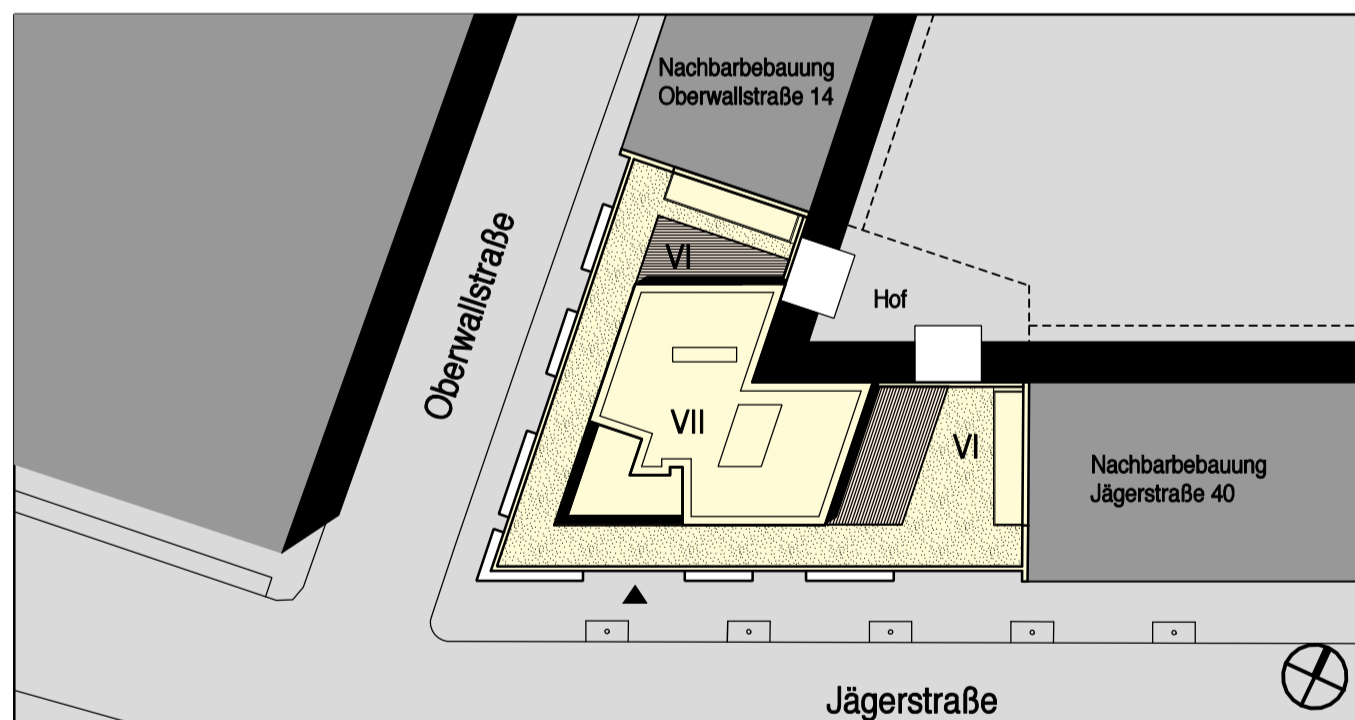 Nachbarbebauung
Oberwallstraße 14
Oberwallstraße
VI
Hof
VII
VI
Nachbarbebauung
Jägerstraße 40
Jägerstraße